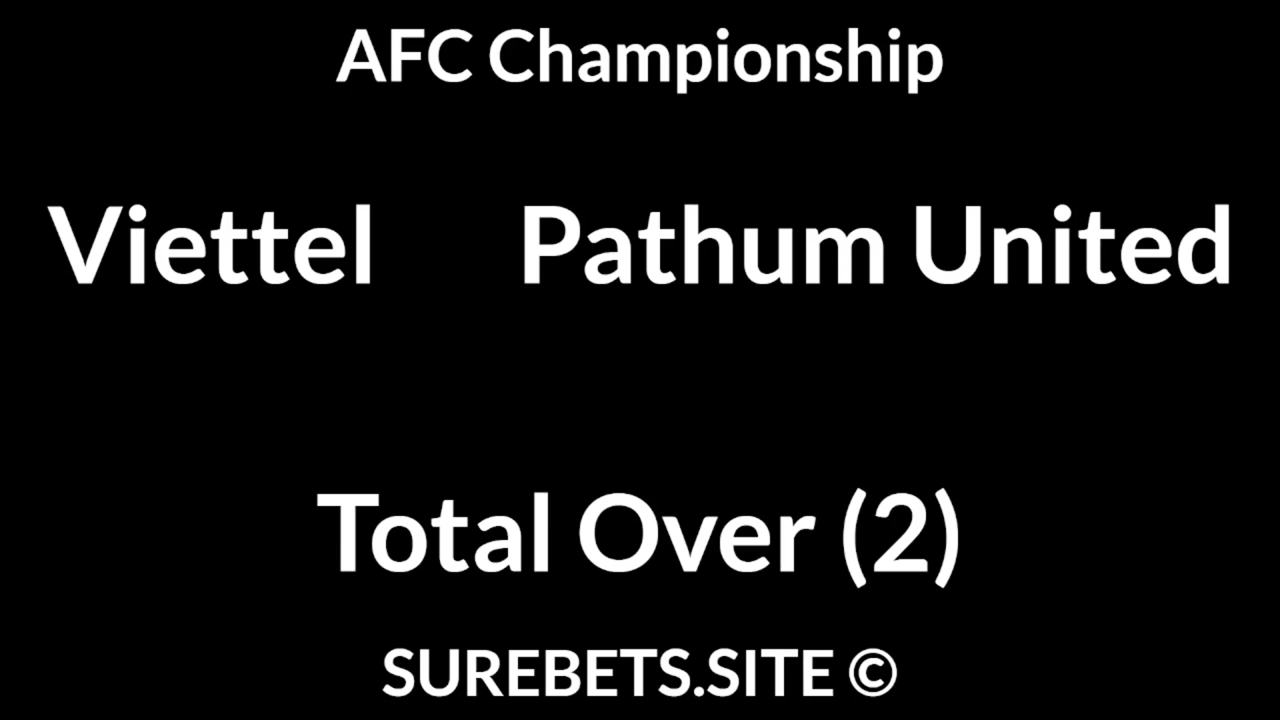 AFC Championship
Viettel Pathum United
Total Over (2)
SUREBETS.SITE ©